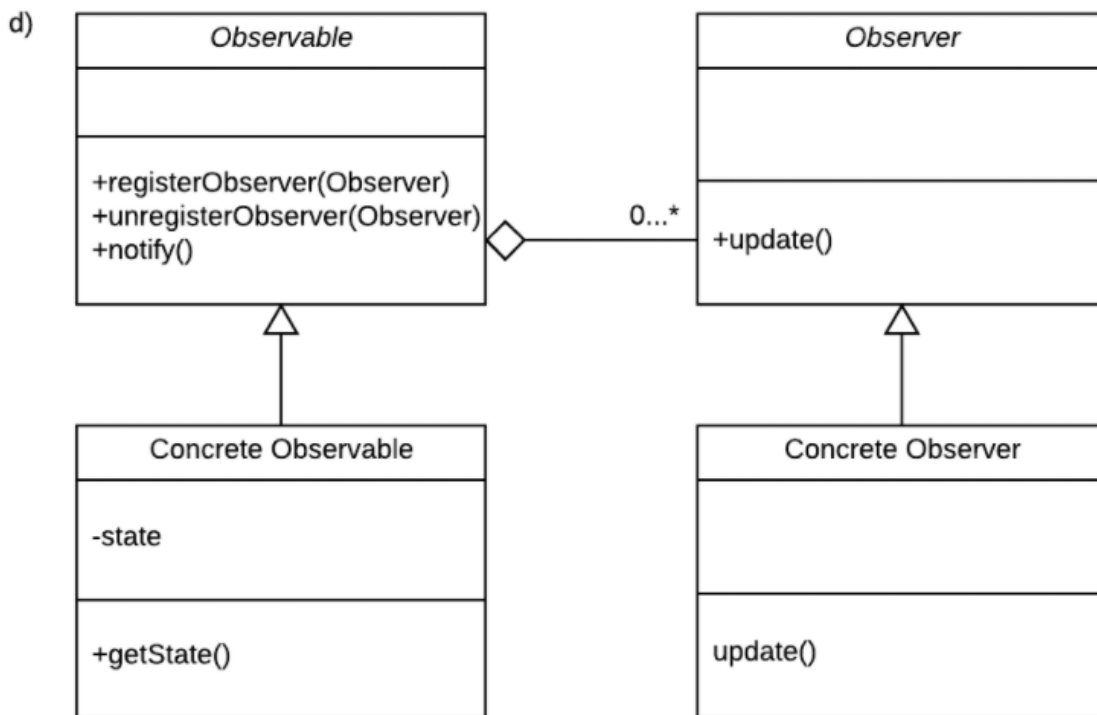 d)
Observable
+registerObserver(Observer)
+unregisterObserver(Observer)
+notify()
0...*
Observer
+update()
Concrete Observable
-state
+getState()
Concrete Observer
update()